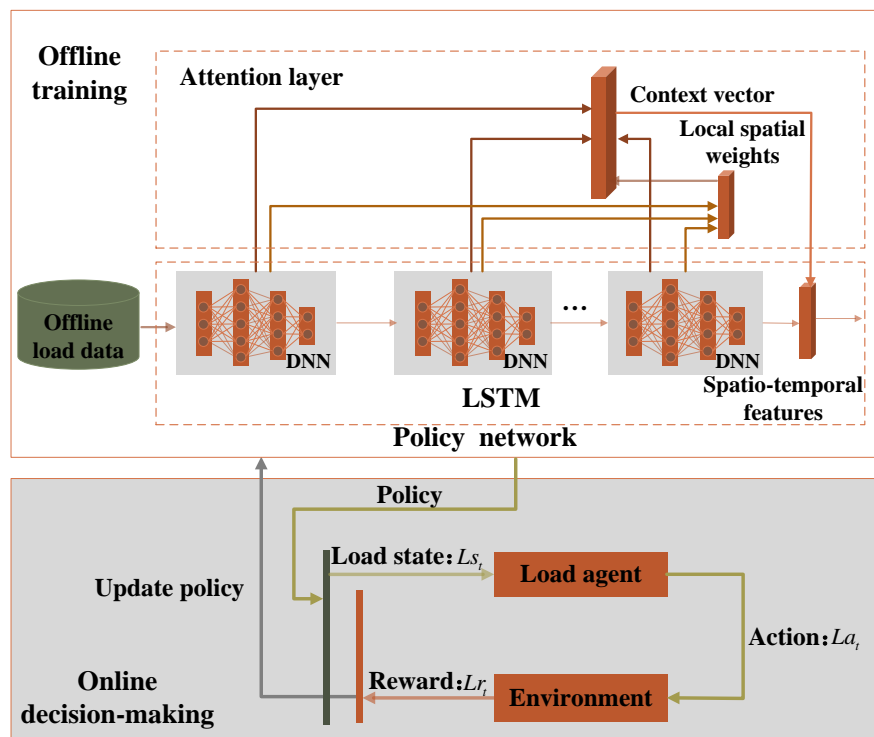 Offline
training
Attention layer
Context vector
Local spatial
weights
Offline
load data
DNN
DNN
...
DNN
LSTM
Spatio-temporal
features
Policy network
Policy
Load state: Ls_t
Load agent
Update policy
Action: La_t
Reward: Lr_t
Environment
Online
decision-making